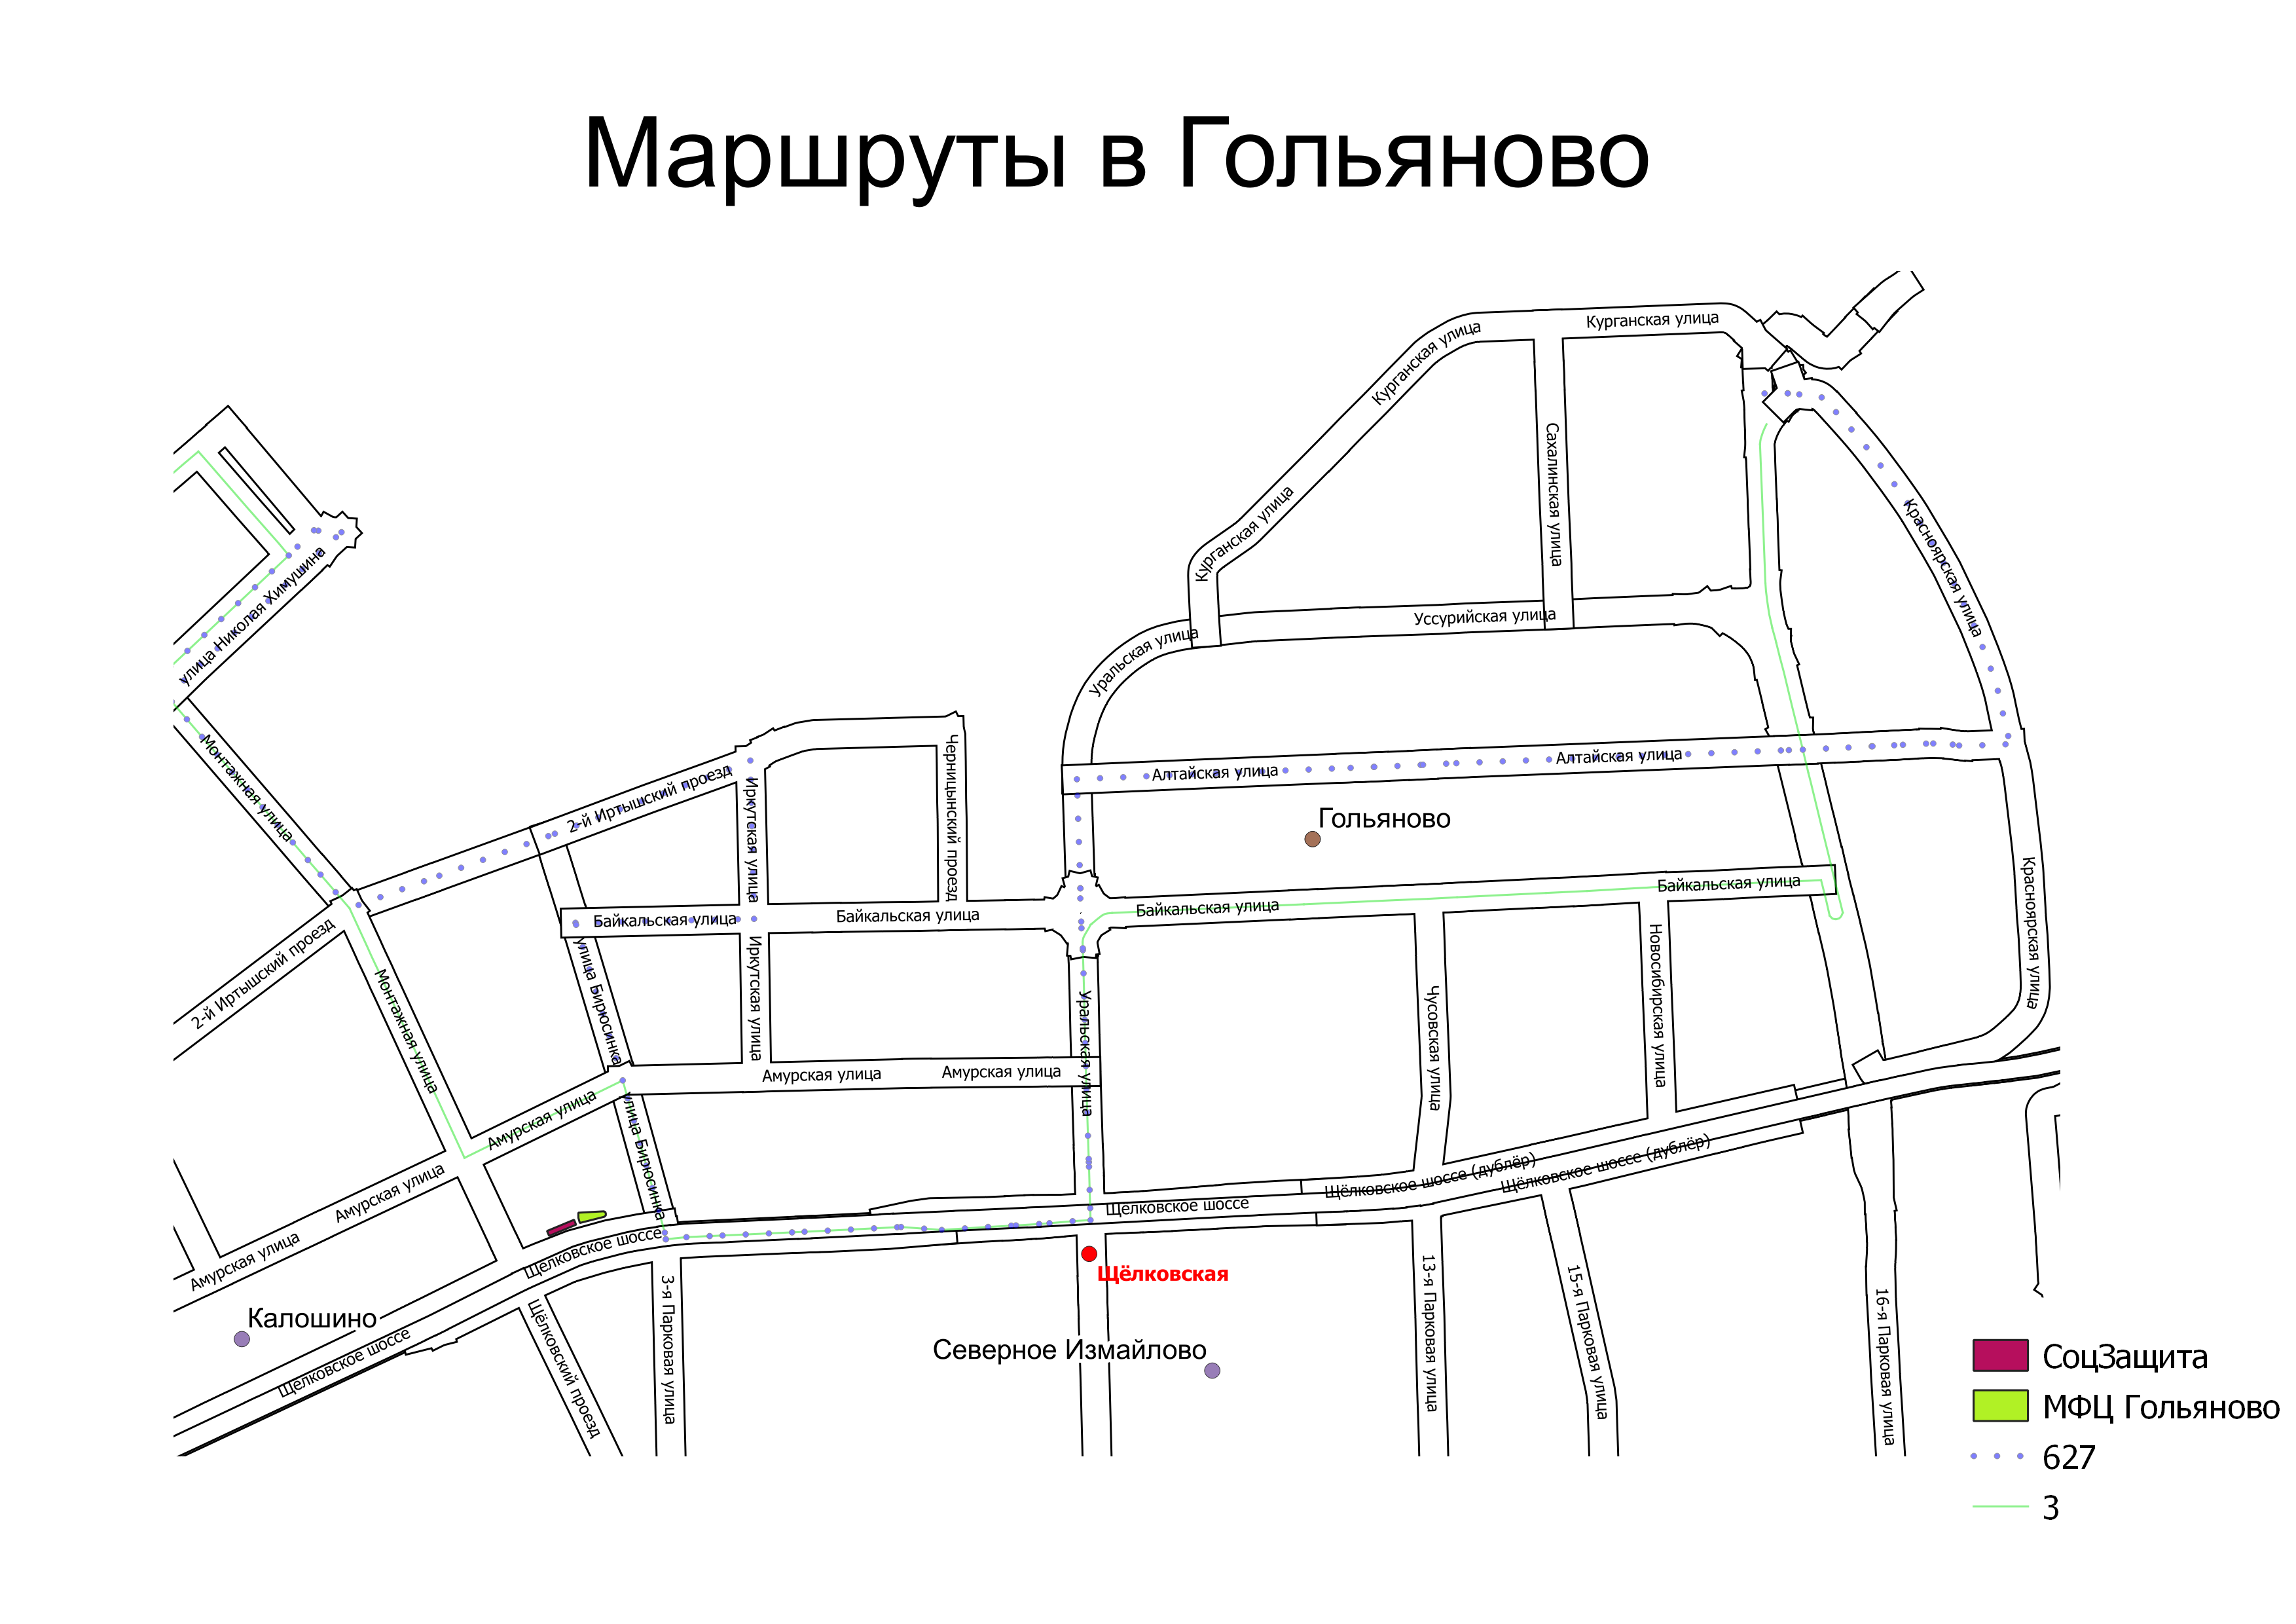 Маршруты в Гольяново
Курганская улица
Курганская улица
Курганская улица
Сахалинская улица
Красноярская улица
улица Николая Химушина
Уссурийская улица
Уральская улица
Монтажная улица
2-й Иртышский проезд
Иркутская улица
Черницынский проезд
Алтайская улица
Алтайская улица
Гольяново
Байкальская улица
Байкальская улица
Байкальская улица
Байкальская улица
Красноярская улица
2-й Иртышский проезд
Монтажная улица
улица Бирюсинка
Иркутская улица
Уральская улица
Чусовская улица
Новосибирская улица
Амурская улица
Амурская улица
Амурская улица
улица Бирюсинка
Амурская улица
Амурская улица
Щёлковское шоссе (дублёр)
Щёлковское шоссе (дублёр)
Щёлковское шоссе
Щёлковское шоссе
Щёлковское шоссе
Щёлковская
Калошино
Северное Измайлово
Щёлковский проезд
3-я Парковая улица
13-я Парковая улица
15-я Парковая улица
16-я Парковая улица
СоцЗащита
МФЦ Гольяново
627
3